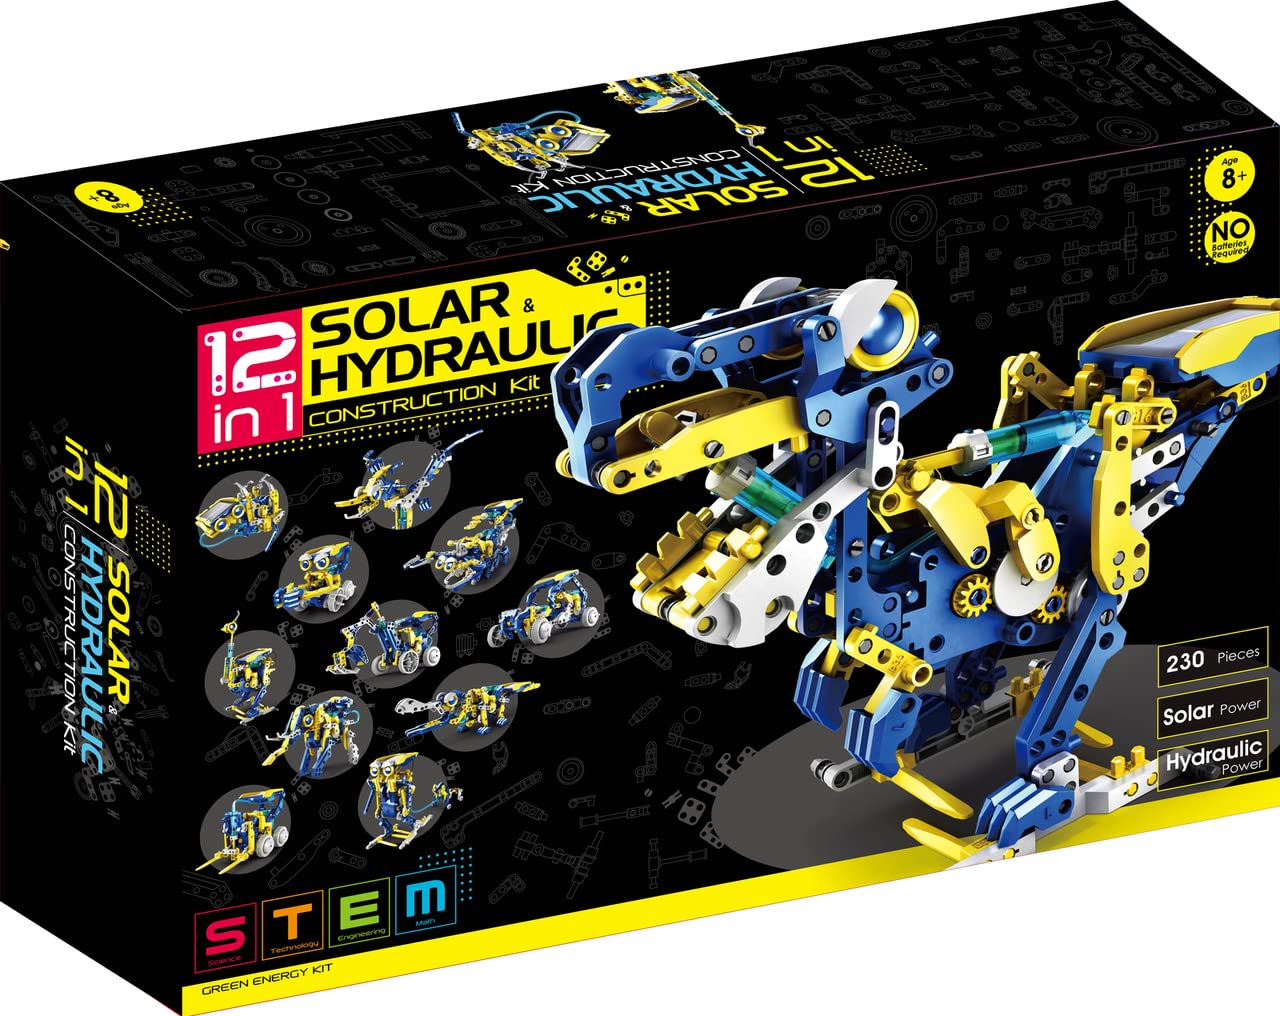 Age
8+
12
in 1
SOLAR
&
HYDRAULIC
CONSTRUCTION Kit
Age
8+
NO
Batteries
Required
12
in 1
SOLAR &
HYDRAULIC
CONSTRUCTION Kit
12
in 1
SOLAR
&
HYDRAULIC
CONSTRUCTION Kit
230 Pieces
Solar Power
Hydraulic
Power
S
Science
T
Technology
E
Engineering
M
Math
GREEN ENERGY KIT